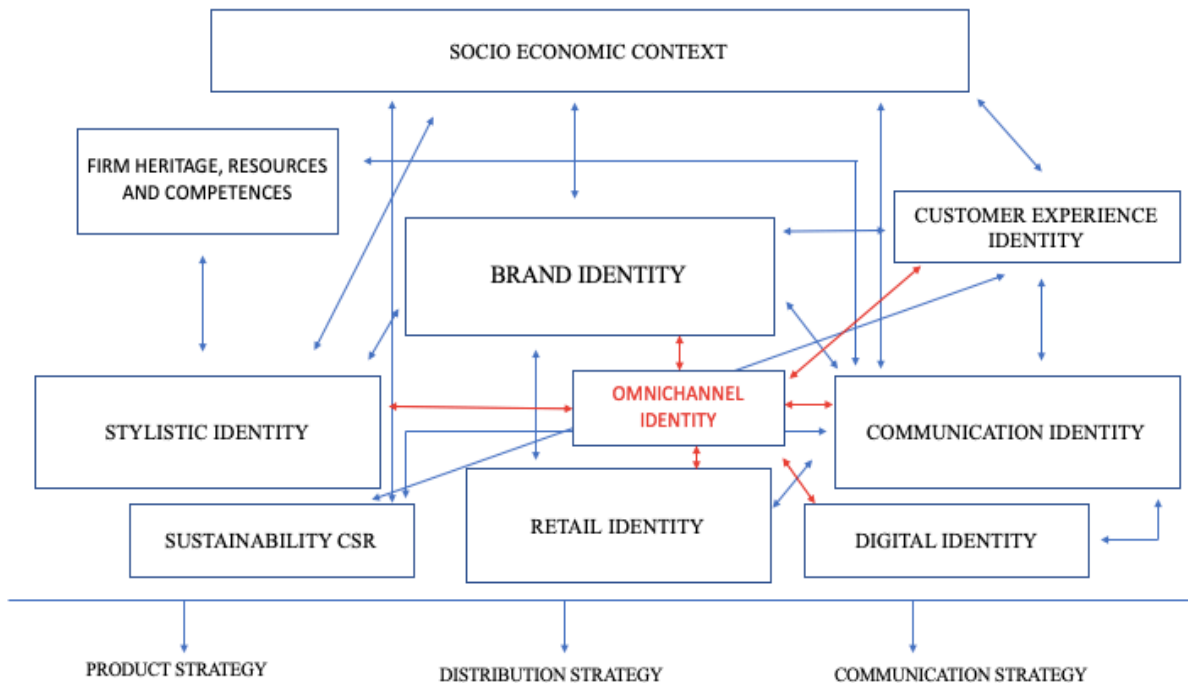 SOCIO ECONOMIC CONTEXT
FIRM HERITAGE, RESOURCES
AND COMPETENCES
CUSTOMER EXPERIENCE
IDENTITY
BRAND IDENTITY
OMNICHANNEL
IDENTITY
STYLISTIC IDENTITY
COMMUNICATION IDENTITY
SUSTAINABILITY CSR
RETAIL IDENTITY
DIGITAL IDENTITY
PRODUCT STRATEGY
DISTRIBUTION STRATEGY
COMMUNICATION STRATEGY